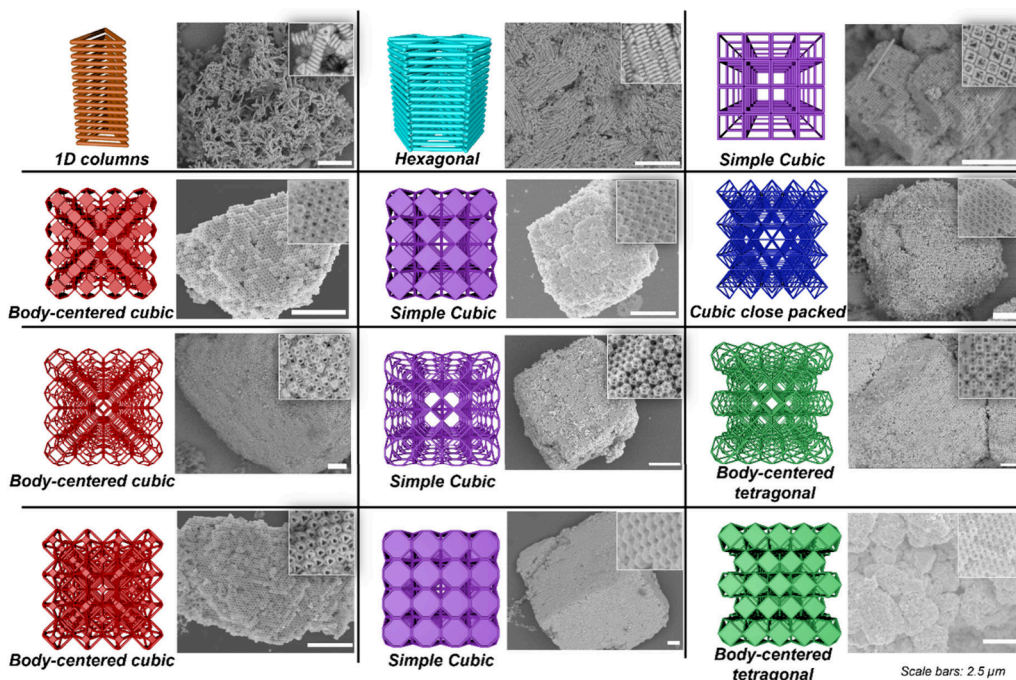 1D columns
Hexagonal
Simple Cubic
Body-centered cubic
Simple Cubic
Cubic close packed
Body-centered cubic
Simple Cubic
Body-centered
tetragonal
Body-centered cubic
Simple Cubic
Body-centered
tetragonal
Scale bars: 2.5 µm